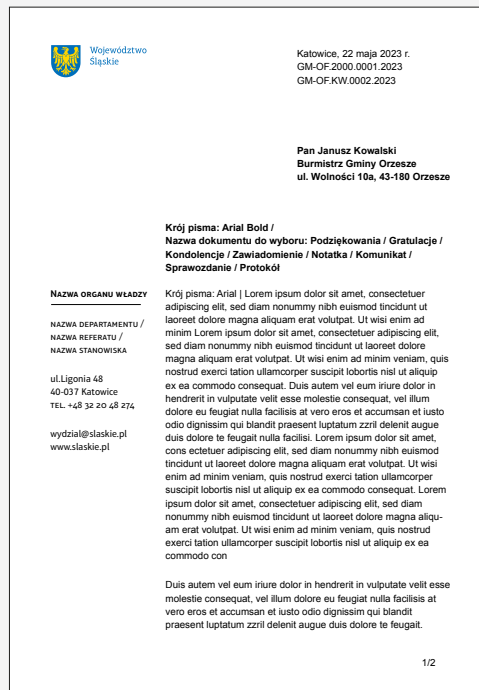 Województwo
Śląskie
Katowice, 22 maja 2023 r.
GM-OF.2000.0001.2023
GM-OF.KW.0002.2023
Pan Janusz Kowalski
Burmistrz Gminy Orzesze
ul. Wolności 10a, 43-180 Orzesze
Krój pisma: Arial Bold /
Nazwa dokumentu do wyboru: Podziękowania / Gratulacje /
Kondolencje / Zawiadomienie / Notatka / Komunikat /
Sprawozdanie / Protokół
Nazwa organu władzy
nazwa departamentu /
nazwa referatu /
nazwa stanowiska
ul.Ligonia 48
40-037 Katowice
tel. +48 32 20 48 274
wydzial@slaskie.pl
www.slaskie.pl
Krój pisma: Arial | Lorem ipsum dolor sit amet, consectetuer
adipiscing elit, sed diam nonummy nibh euismod tincidunt ut
laoreet dolore magna aliquam erat volutpat. Ut wisi enim ad
minim Lorem ipsum dolor sit amet, consectetuer adipiscing elit,
sed diam nonummy nibh euismod tincidunt ut laoreet dolore
magna aliquam erat volutpat. Ut wisi enim ad minim veniam, quis
nostrud exerci tation ullamcorper suscipit lobortis nisl ut aliquip
ex ea commodo consequat. Duis autem vel eum iriure dolor in
hendrerit in vulputate velit esse molestie consequat, vel illum
dolore eu feugiat nulla facilisis at vero eros et accumsan et iusto
odio dignissim qui blandit praesent luptatum zzril delenit augue
duis dolore te feugait nulla facilisi. Lorem ipsum dolor sit amet,
cons ectetuer adipiscing elit, sed diam nonummy nibh euismod
tincidunt ut laoreet dolore magna aliquam erat volutpat. Ut wisi
enim ad minim veniam, quis nostrud exerci tation ullamcorper
suscipit lobortis nisl ut aliquip ex ea commodo consequat. Lorem
ipsum dolor sit amet, consectetuer adipiscing elit, sed diam
nonummy nibh euismod tincidunt ut laoreet dolore magna aliqu-
am erat volutpat. Ut wisi enim ad minim veniam, quis nostrud
exerci tation ullamcorper suscipit lobortis nisl ut aliquip ex ea
commodo con
Duis autem vel eum iriure dolor in hendrerit in vulputate velit esse
molestie consequat, vel illum dolore eu feugiat nulla facilisis at
vero eros et accumsan et iusto odio dignissim qui blandit
praesent luptatum zzril delenit augue duis dolore te feugait.
1/2